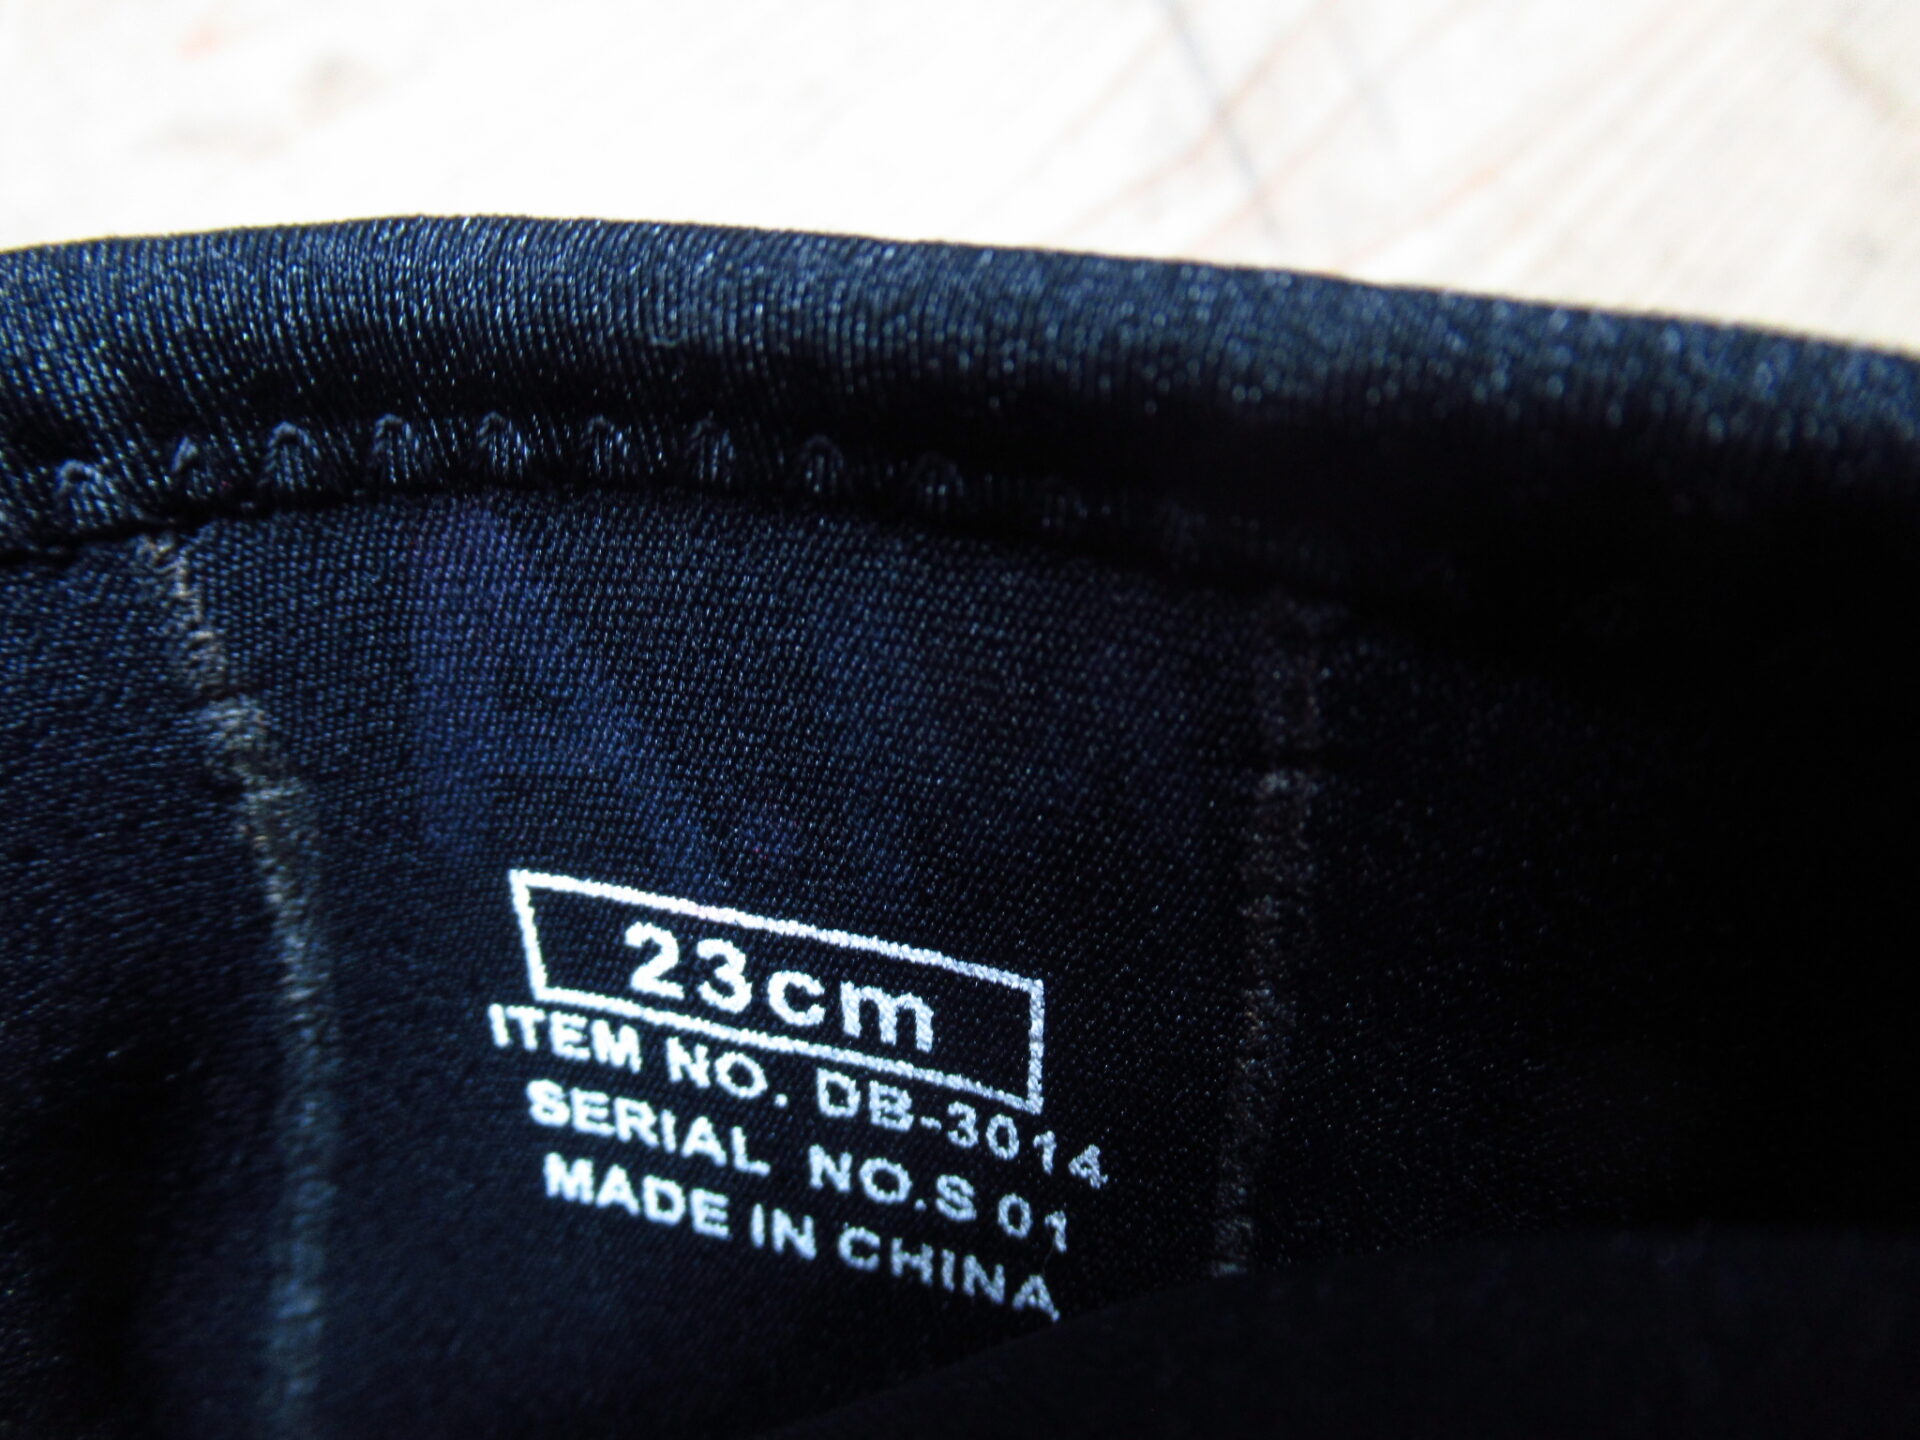 23cm
ITEM NO. DB-3014
SERIAL NO.S 01
MADE IN CHINA